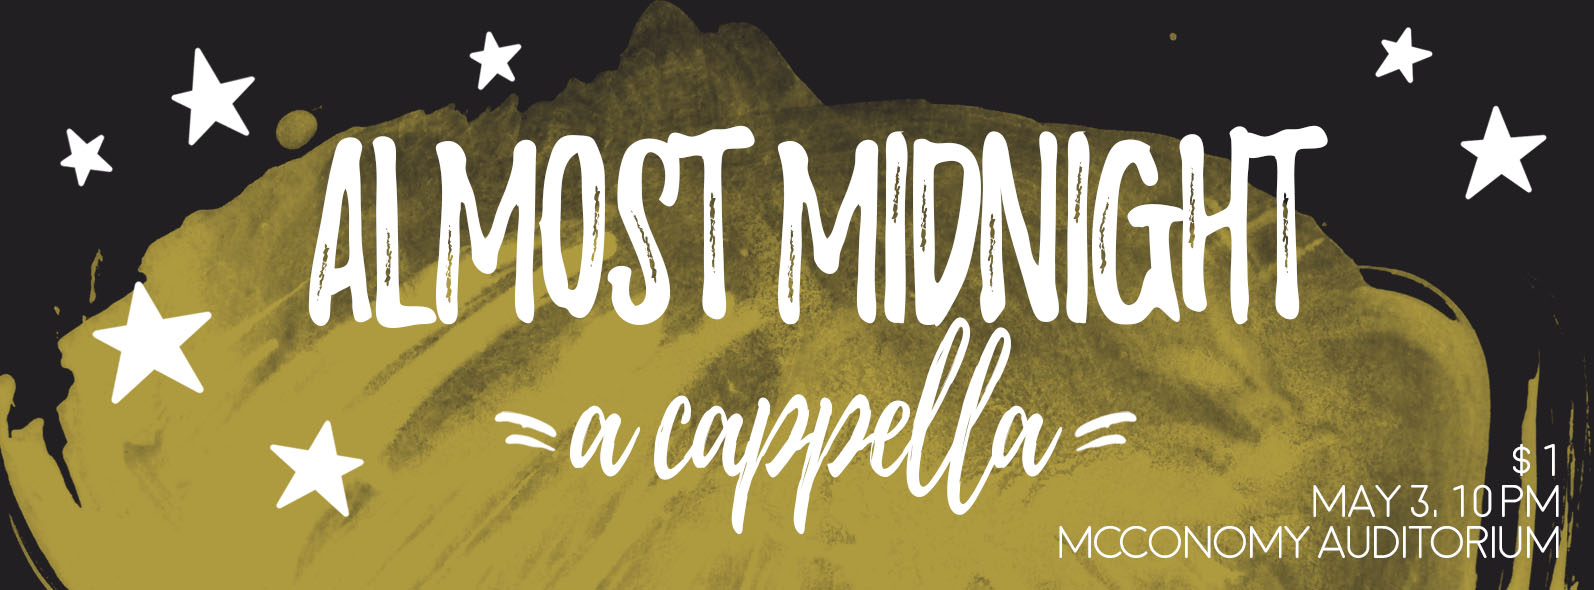 ALMOST MIDNIGHT
a cappella
$1
MAY 3, 10PM
MCCONOMY AUDITORIUM